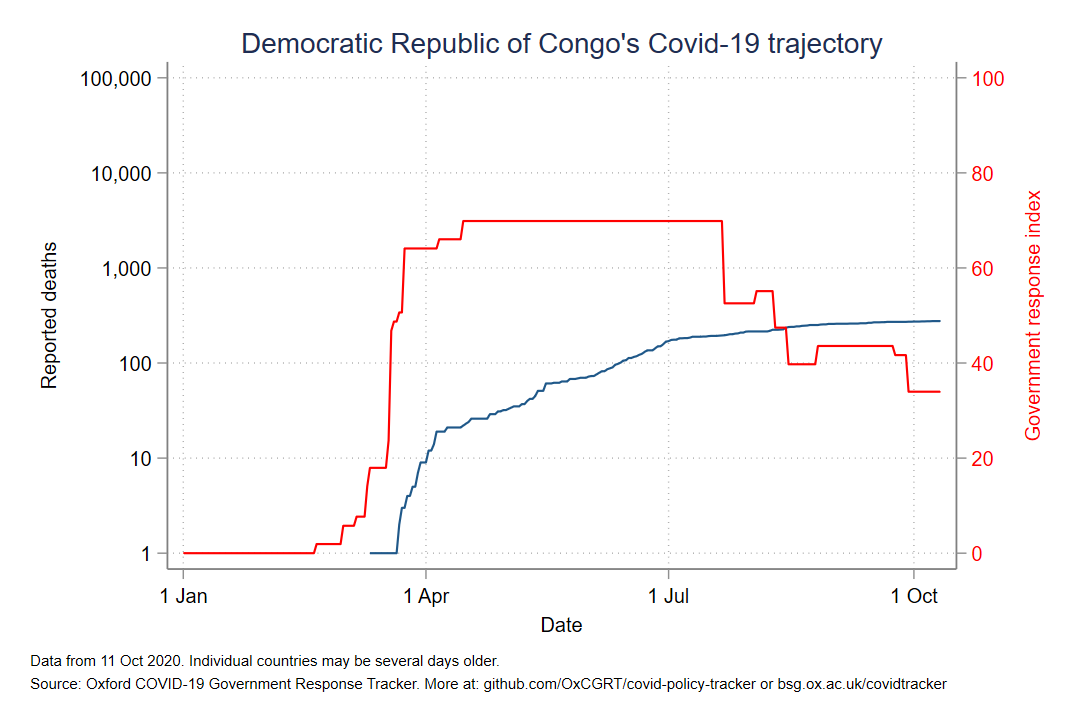 Democratic Republic of Congo's Covid-19 trajectory
100,000
10,000
1,000
100
10
1
Reported deaths
100
80
60
40
20
0
Government response index
1 Jan
1 Apr
1 Jul
1 Oct
Date
Data from 11 Oct 2020. Individual countries may be several days older.
Source: Oxford COVID-19 Government Response Tracker. More at: github.com/OxCGRT/covid-policy-tracker or bsg.ox.ac.uk/covidtracker